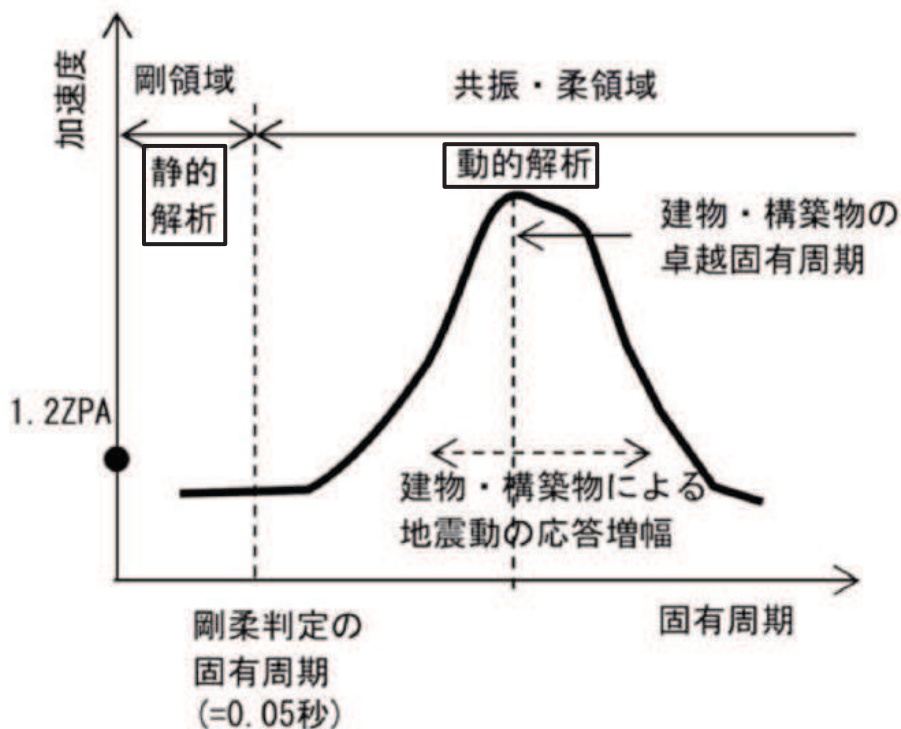 加速度
剛領域
共振・柔領域
静的
解析
動的解析
建物・構築物の
卓越固有周期
1.2ZPA
建物・構築物による
地震動の応答増幅
剛柔判定の
固有周期
(=0.05秒)
固有周期